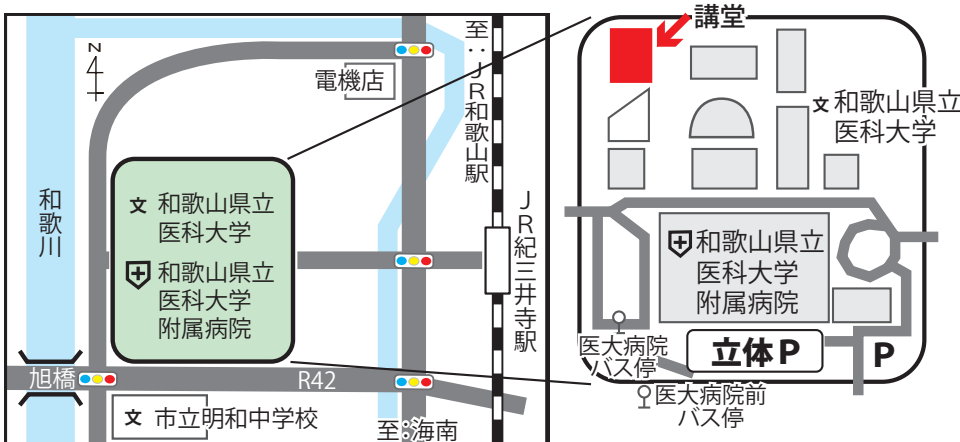 N
電機店
至:JR和歌山駅
和歌川
文 和歌山県立
医科大学
和歌山県立
医科大学
附属病院
JR紀三井寺駅
旭橋
R42
文 市立明和中学校
至:海南
講堂
文 和歌山県立
医科大学
和歌山県立
医科大学
附属病院
医大病院
バス停
立体P
P
医大病院前
バス停